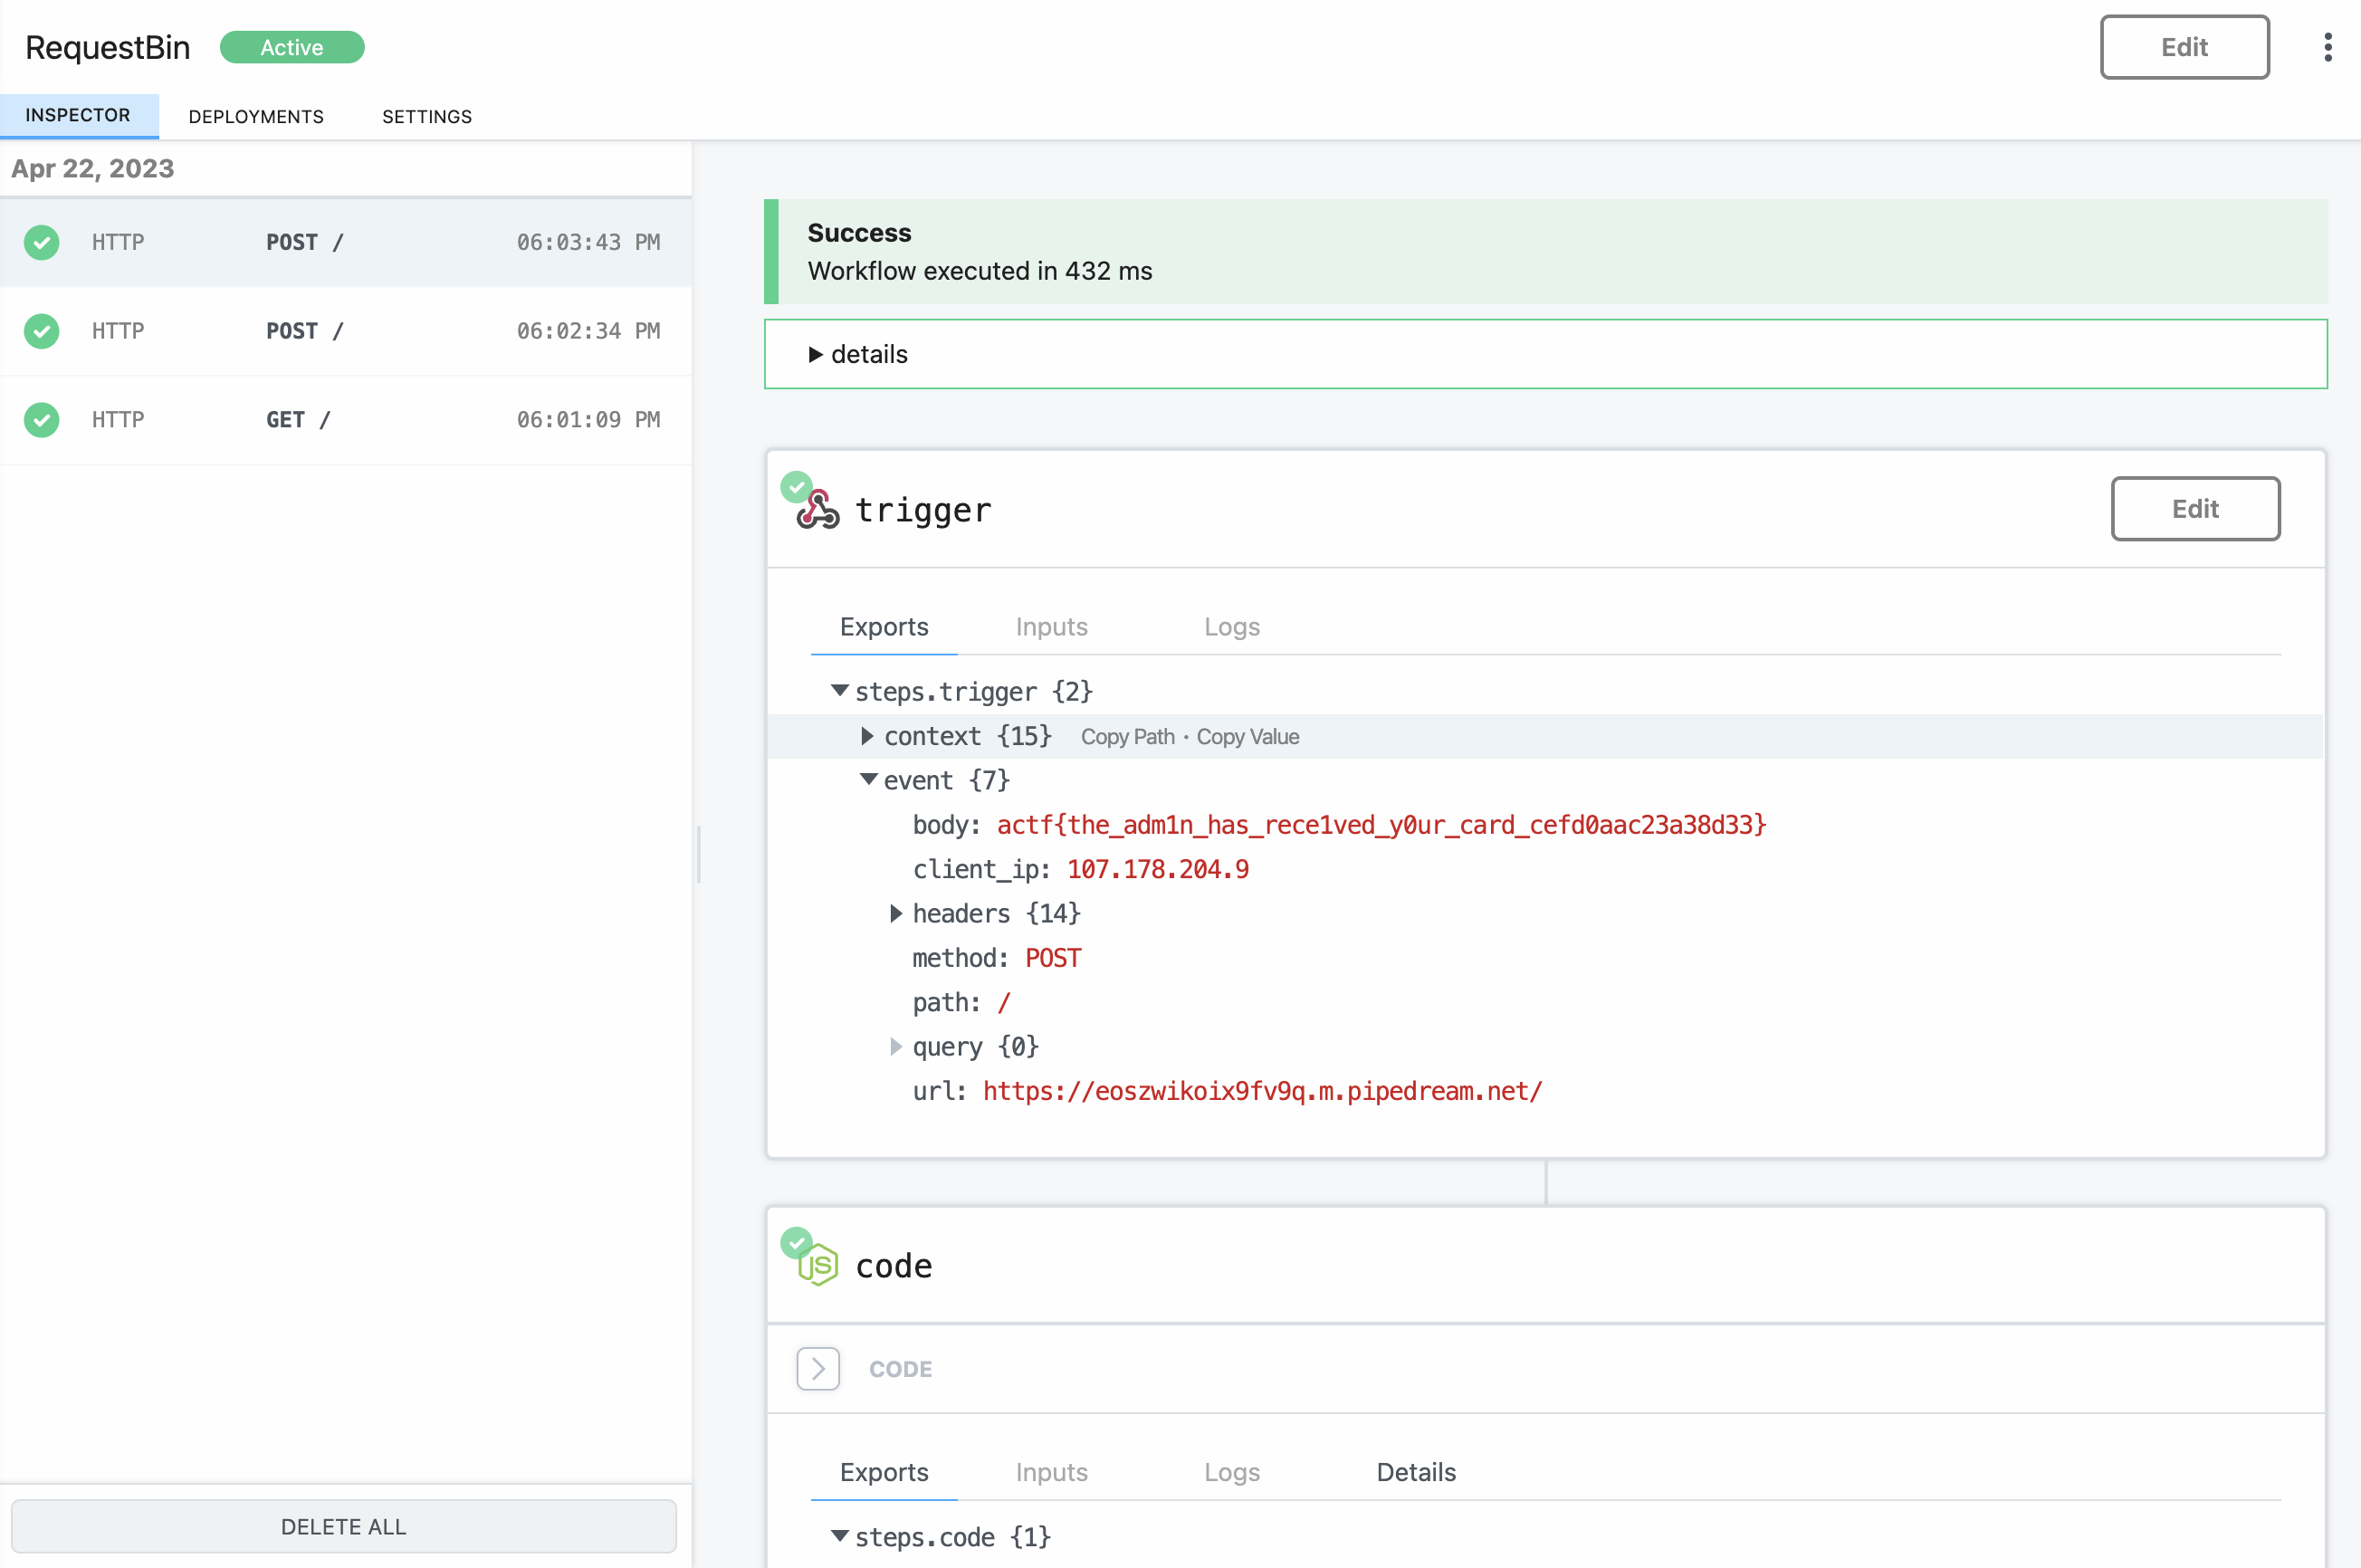 RequestBin Active Edit
INSPECTOR DEPLOYMENTS SETTINGS
Apr 22, 2023
HTTP POST / 06:03:43 PM
HTTP POST / 06:02:34 PM
HTTP GET / 06:01:09 PM
DELETE ALL
Success
Workflow executed in 432 ms
details
trigger Edit
Exports Inputs Logs
steps.trigger {2}
context {15} Copy Path • Copy Value
event {7}
body: actf{the_adm1n_has_rece1ved_y0ur_card_cefd0aac23a38d33}
client_ip: 107.178.204.9
headers {14}
method: POST
path: /
query {0}
url: https://eoszwikoix9fv9q.m.pipedream.net/
JS code
CODE
Exports Inputs Logs Details
steps.code {1}